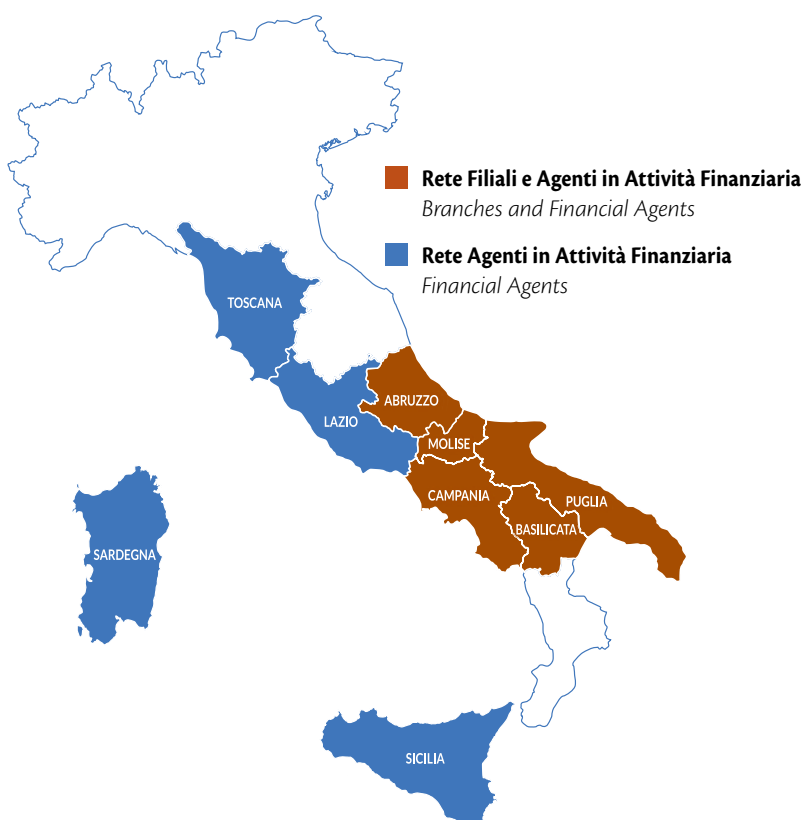 Rete Filiali e Agenti in Attività Finanziaria
Branches and Financial Agents
Rete Agenti in Attività Finanziaria
Financial Agents
TOSCANA
ABRUZZO
LAZIO
MOLISE
CAMPANIA
PUGLIA
BASILICATA
SARDEGNA
SICILIA